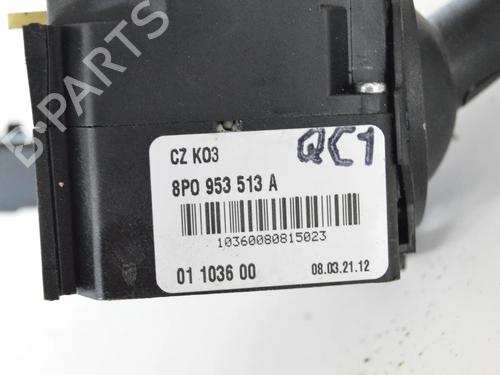 B-PARTS
CZ K03
QC1
8P0 953 513 A
10360080815023
01 1036 00
08.03.21.12